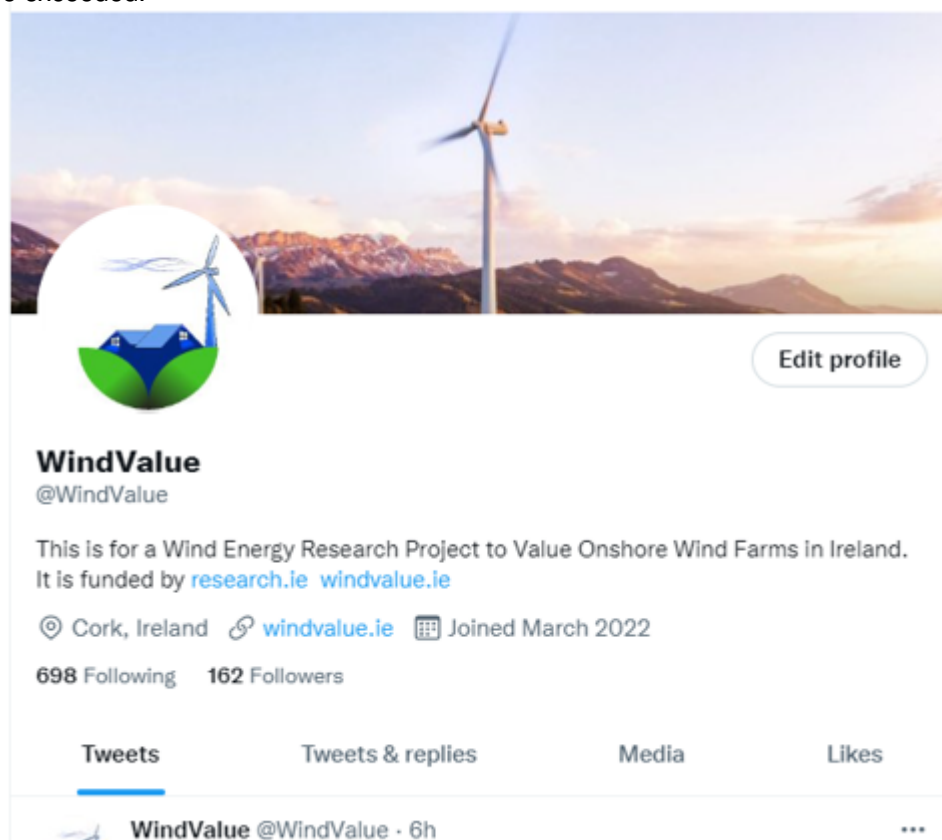 Edit profile
WindValue
@WindValue
This is for a Wind Energy Research Project to Value Onshore Wind Farms in Ireland.
It is funded by research.ie windvalue.ie
Cork, Ireland windvalue.ie Joined March 2022
698 Following 162 Followers
Tweets Tweets & replies Media Likes
WindValue @WindValue · 6h